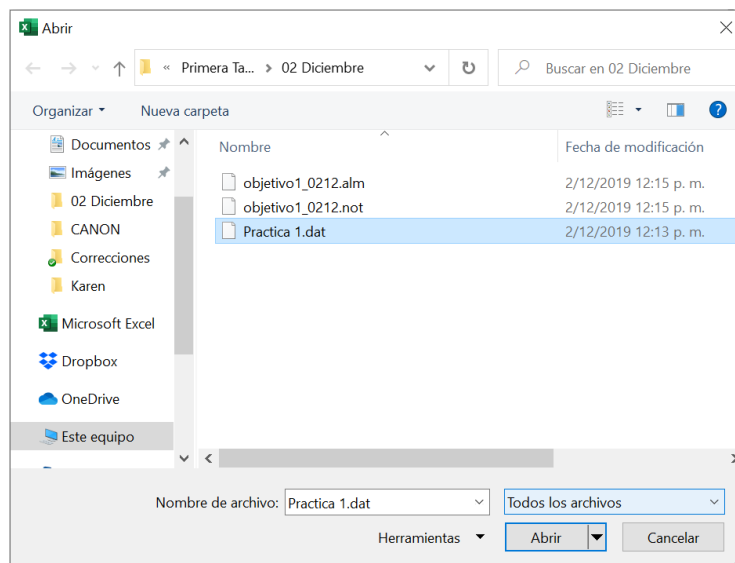 Abrir
« Primera Ta... > 02 Diciembre
Buscar en 02 Diciembre
Organizar
Nueva carpeta
Documentos
Imágenes
02 Diciembre
CANON
Correcciones
Karen
Microsoft Excel
Dropbox
OneDrive
Este equipo
Nombre
Fecha de modificación
objetivo1_0212.alm
2/12/2019 12:15 p. m.
objetivo1_0212.not
2/12/2019 12:15 p. m.
Practica 1.dat
2/12/2019 12:13 p. m.
Nombre de archivo: Practica 1.dat
Todos los archivos
Herramientas
Abrir
Cancelar